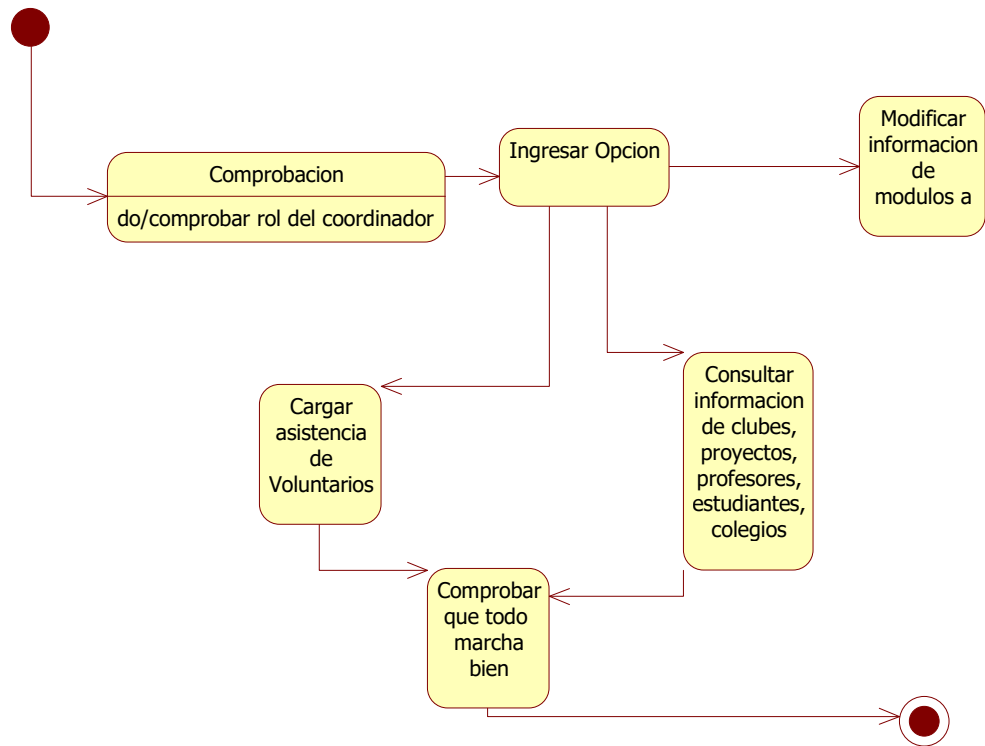 Comprobacion
do/comprobar rol del coordinador
Ingresar Opcion
Modificar
informacion
de
modulos a
Cargar
asistencia
de
Voluntarios
Consultar
informacion
de clubes,
proyectos,
profesores,
estudiantes,
colegios
Comprobar
que todo
marcha
bien